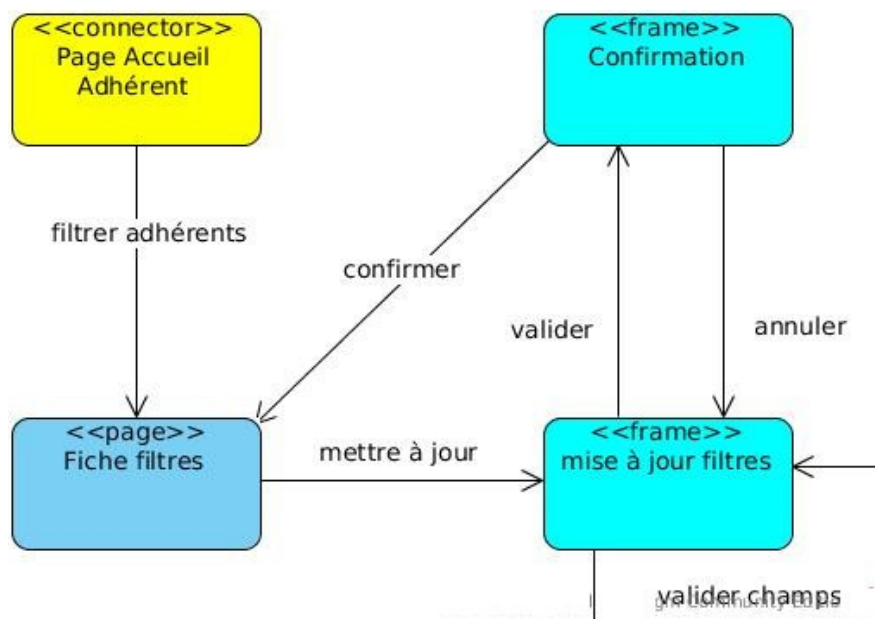 <<connector>>
Page Accueil
Adhérent
<<frame>>
Confirmation
filtrer adhérents
confirmer
valider
annuler
<<page>>
Fiche filtres
mettre à jour
<<frame>>
mise à jour filtres
valider champs